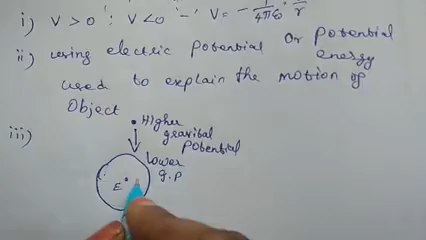 i) V > 0 ; V < 0 - V = - 1/4πε₀ · 1/r
ii) using electric potential or potential energy
used to explain the motion of
Object
iii) Higher
gravital
potential
lower
g.p
E